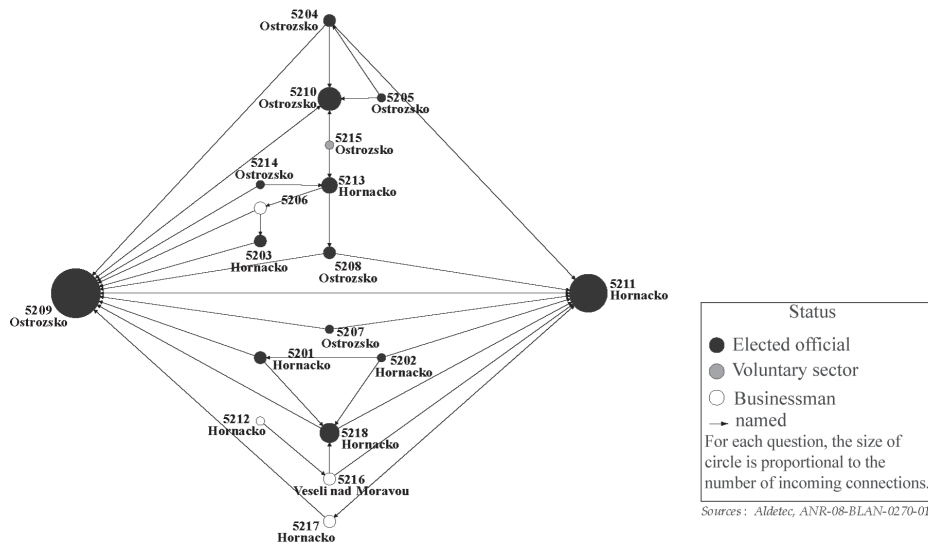 5204
Ostrozsko
5210
Ostrozsko
5205
Ostrozsko
5215
Ostrozsko
5214
Ostrozsko
5213
Hornacko
5206
5203
Hornacko
5208
Ostrozsko
5209
Ostrozsko
5211
Hornacko
5207
Ostrozsko
5201
Hornacko
5202
Hornacko
5212
Hornacko
5218
Hornacko
5216
Veseli nad Moravou
5217
Hornacko
Status
Elected official
Voluntary sector
Businessman
named
For each question, the size of
circle is proportional to the
number of incoming connections.
Sources : Aldetec, ANR-08-BLAN-0270-01